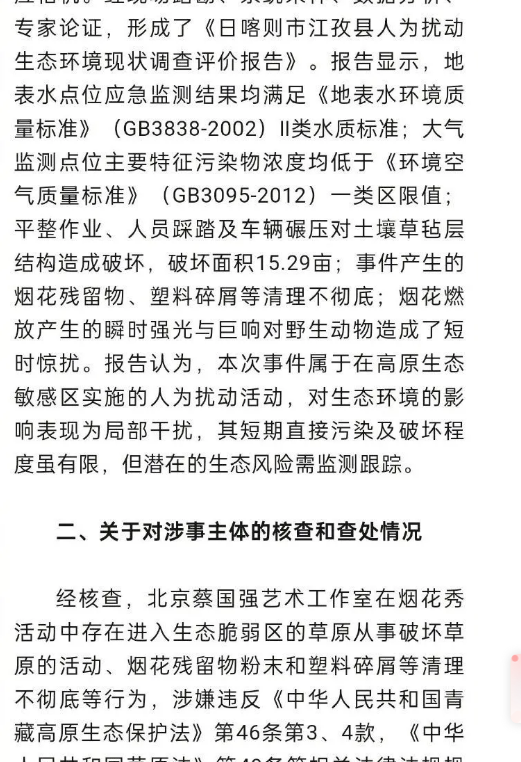 专家论证，形成了《日喀则市江孜县人为扰动
生态环境现状调查评价报告》。报告显示，地
表水点位应急监测结果均满足《地表水环境质
量标准》（GB3838-2002）II类水质标准；大气
监测点位主要特征污染物浓度均低于《环境空
气质量标准》（GB3095-2012）一类区限值；
平整作业、人员踩踏及车辆碾压对土壤草毡层
结构造成破坏，破坏面积15.29亩；事件产生的
烟花残留物、塑料碎屑等清理不彻底；烟花燃
放产生的瞬时强光与巨响对野生动物造成了短
时惊扰。报告认为，本次事件属于在高原生态
敏感区实施的人为扰动活动，对生态环境的影
响表现为局部干扰，其短期直接污染及破坏程
度虽有限，但潜在的生态风险需监测跟踪。
二、关于对涉事主体的核查和查处情况
经核查，北京蔡国强艺术工作室在烟花秀
活动中存在进入生态脆弱区的草原从事破坏草
原的活动、烟花残留物粉末和塑料碎屑等清理
不彻底等行为，涉嫌违反《中华人民共和国青
藏高原生态保护法》第46条第3、4款，《中华